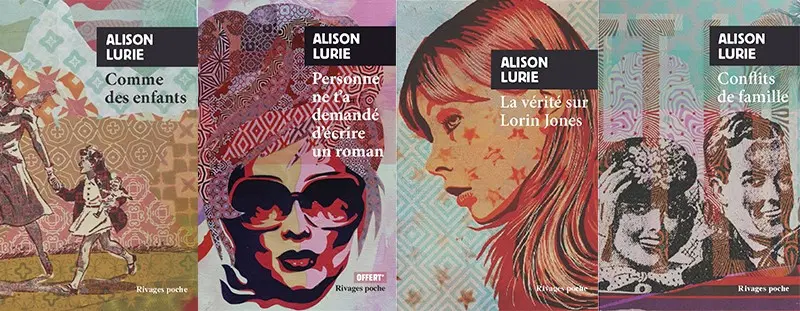 ALISON
LURIE
Comme
des enfants
Rivages poche
ALISON
LURIE
Personne
ne t'a
demandé
d'écrire
un roman
OFFERT*
Rivages poche
ALISON
LURIE
La vérité sur
Lorin Jones
Rivages poche
ALISON
LURIE
Conflits
de famille
Rivages poche